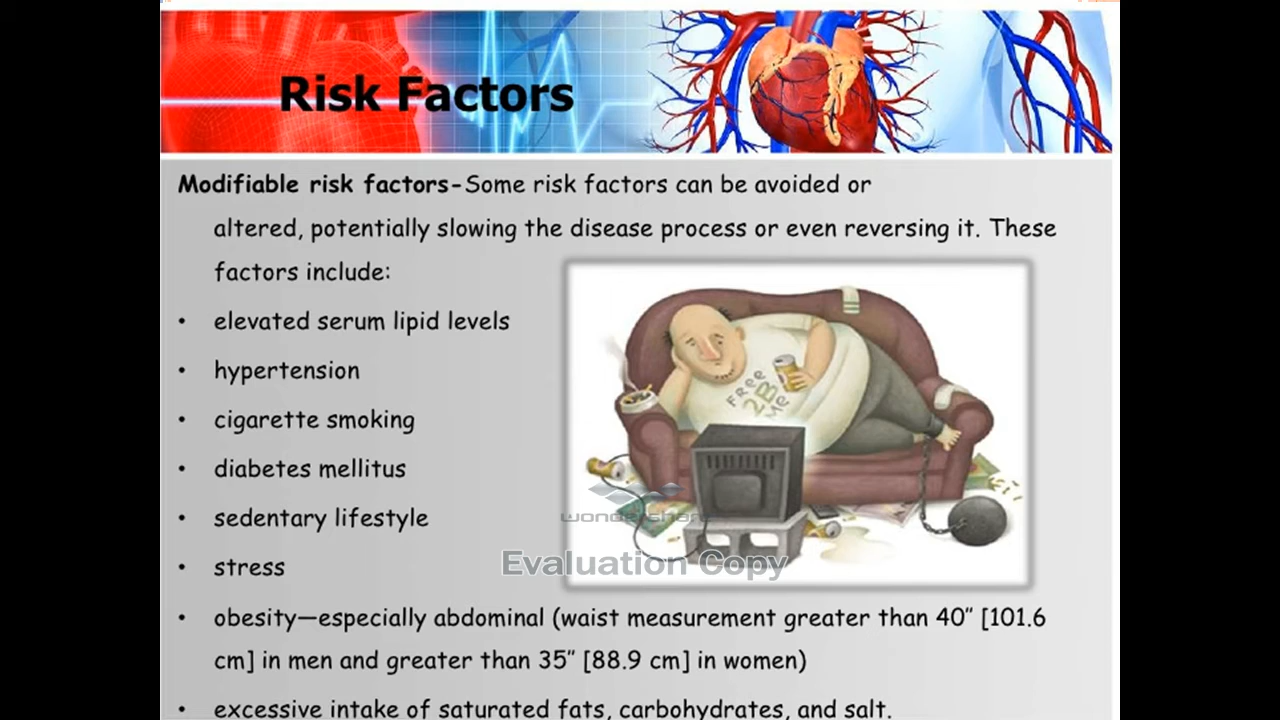 Risk Factors
Modifiable risk factors-Some risk factors can be avoided or
altered, potentially slowing the disease process or even reversing it. These
factors include:
• elevated serum lipid levels
• hypertension
• cigarette smoking
• diabetes mellitus
• sedentary lifestyle
• stress
• obesity—especially abdominal (waist measurement greater than 40” [101.6
cm] in men and greater than 35” [88.9 cm] in women)
• excessive intake of saturated fats, carbohydrates, and salt.
FREE
2B
ME
Evaluation Copy